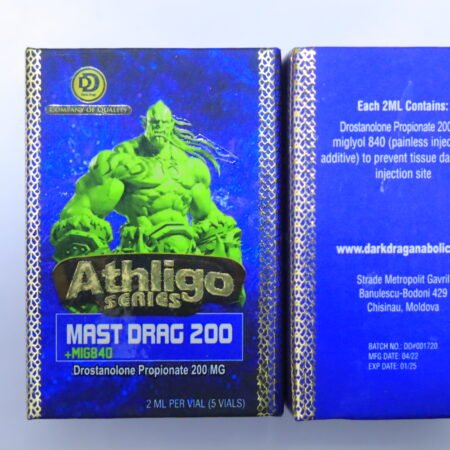 D
COMPANY OF QUALITY
Athligo
SERIES
MAST DRAG 200
+MIG840
Drostanolone Propionate 200 MG
2 ML PER VIAL (5 VIALS)
Each 2ML Contains:
Drostanolone Propionate 200
miglyol 840 (painless injec
additive) to prevent tissue da
injection site
www.darkdraganabolic
Strade Metropolit Gavril
Banulescu-Bodoni 429
Chisinau, Moldova
BATCH NO: DD#001720
MFG DATE: 04/22
EXP DATE: 01/25